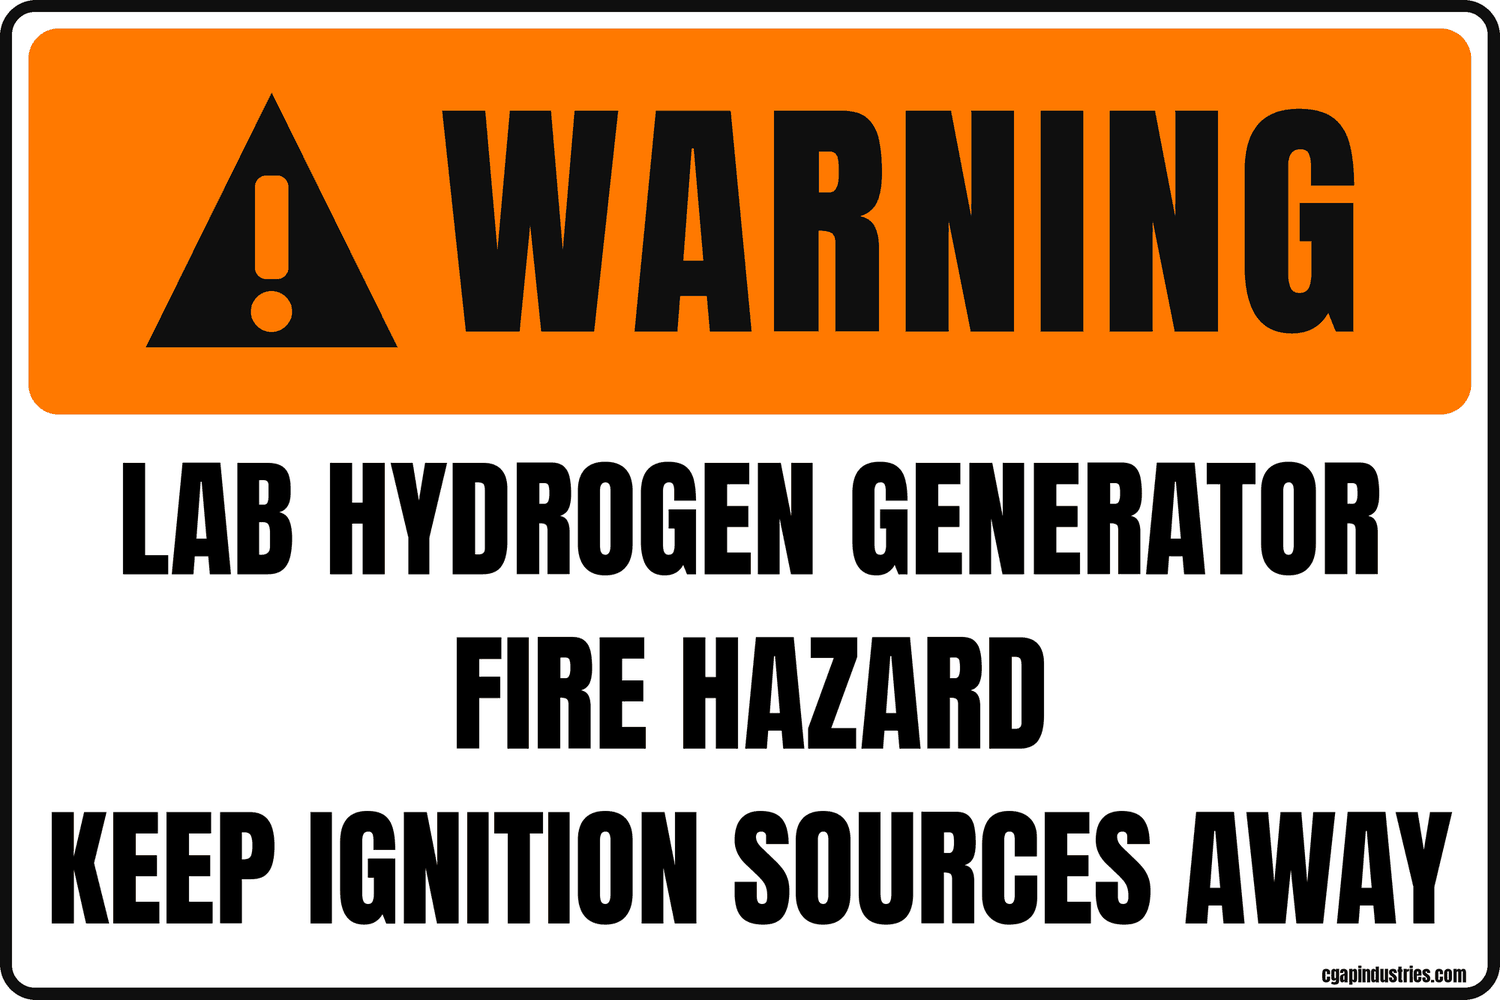 WARNING
LAB HYDROGEN GENERATOR
FIRE HAZARD
KEEP IGNITION SOURCES AWAY
cgapindustries.com